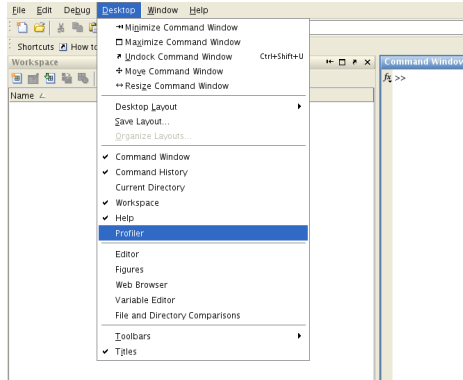 File Edit Debug Desktop Window Help
Minimize Command Window
Maximize Command Window
Undock Command Window Ctrl+Shift+U
Move Command Window
Resize Command Window
Desktop Layout
Save Layout...
Organize Layouts...
Command Window
Command History
Current Directory
Workspace
Help
Profiler
Editor
Figures
Web Browser
Variable Editor
File and Directory Comparisons
Toolbars
Titles
Shortcuts How to
Workspace
Name
Command Window
fx >>